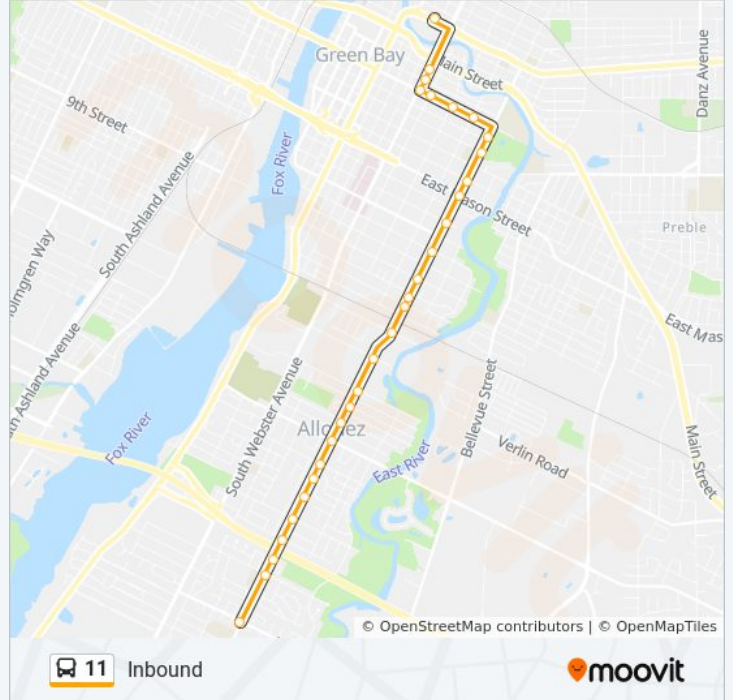 Green Bay
Main Street
Danz Avenue
9th Street
Fox River
South Ashland Avenue
East Mason Street
Preble
olmgren Way
East Mas
th Ashland Avenue
South Webster Avenue
Bellevue Street
Allouez
Fox River
East River
Verlin Road
Main Street
© OpenStreetMap contributors | © OpenMapTiles
11 Inbound
moovit